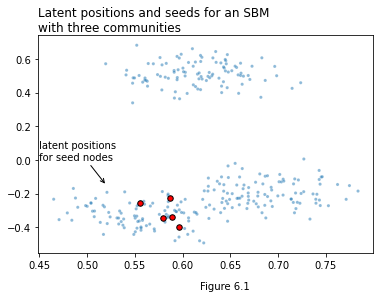 Latent positions and seeds for an SBM
with three communities
0.6
0.4
0.2
0.0
−0.2
−0.4
latent positions
for seed nodes
0.45 0.50 0.55 0.60 0.65 0.70 0.75
Figure 6.1